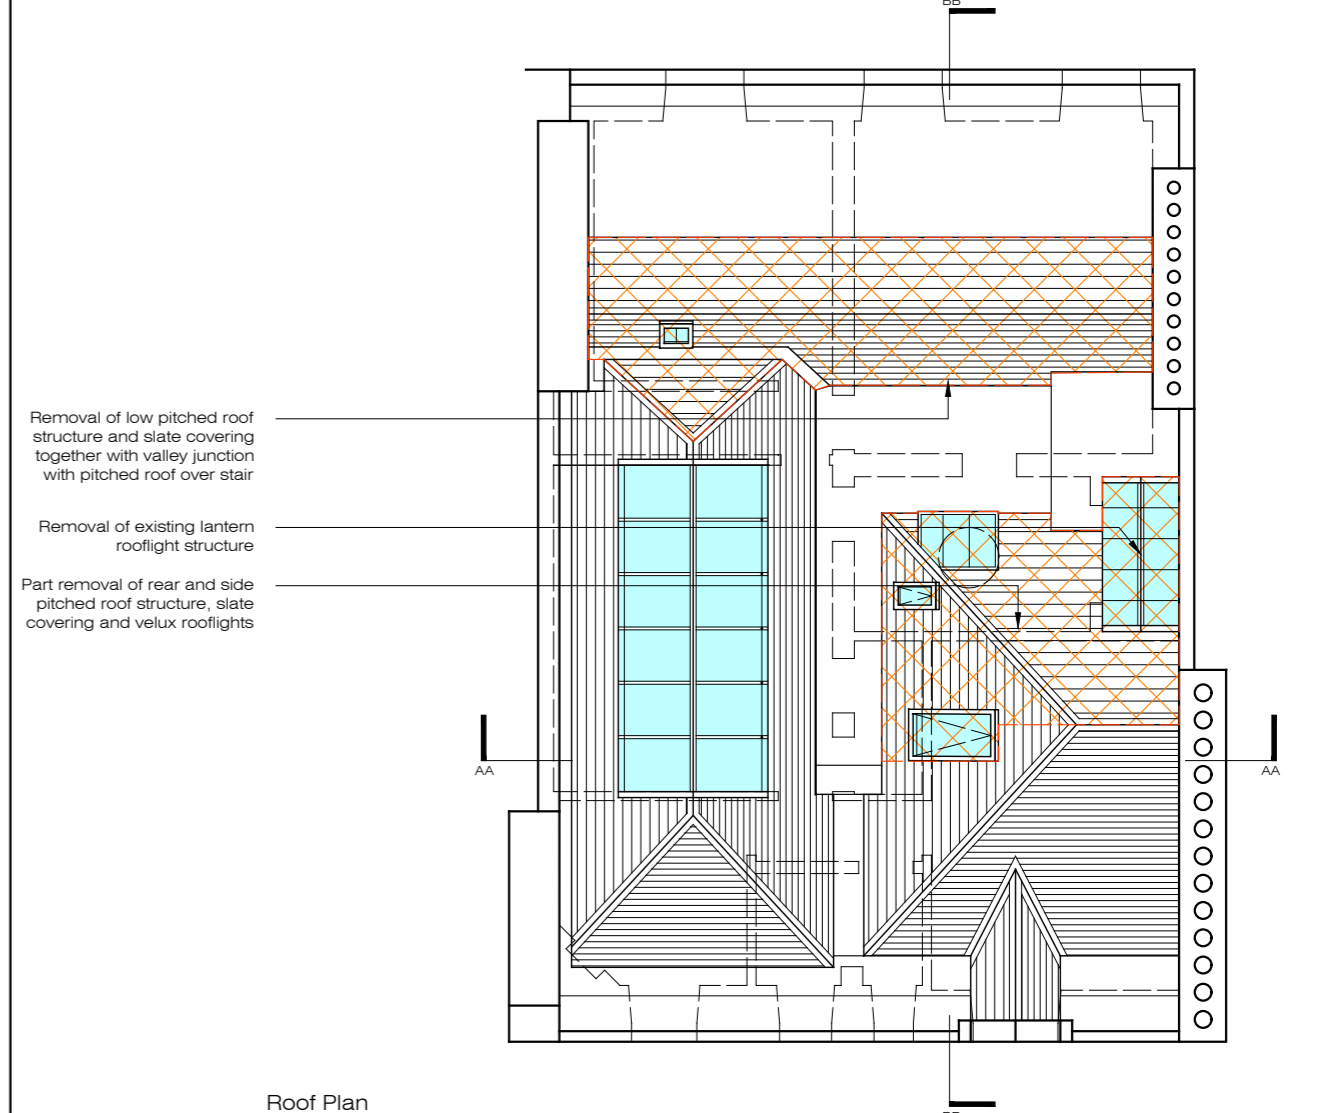 BB
Removal of low pitched roof
structure and slate covering
together with valley junction
with pitched roof over stair
Removal of existing lantern
rooflight structure
Part removal of rear and side
pitched roof structure, slate
covering and velux rooflights
AA
AA
Roof Plan